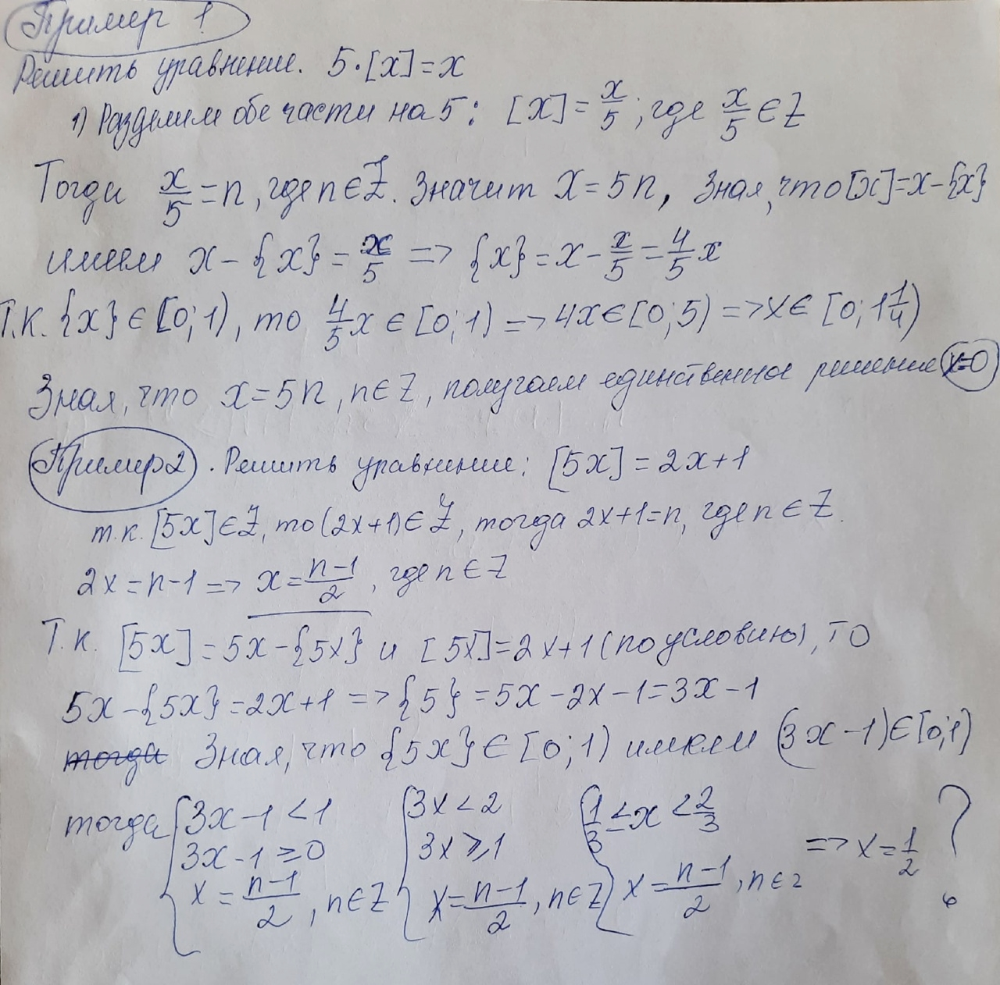 Пример 1
Решить уравнение. 5·[x]=x
1) Разделим обе части на 5: [x]=x/5; где x/5 ∈ Z
Тогда x/5=n, где n∈Z. Значит x=5n, Зная, что [x]=x-{x}
имеем x-{x}=x/5 => {x}=x-x/5=4/5x
Т.К. {x}∈[0;1), то 4/5x∈[0;1) => 4x∈[0;5) => x∈[0;1 1/4)
Зная, что x=5n, n∈Z, получаем единственное решение x=0
Пример 2. Решить уравнение: [5x]=2x+1
т.к. [5x]∈Z, то (2x+1)∈Z, тогда 2x+1=n, где n∈Z.
2x=n-1 => x=n-1/2, где n∈Z
Т.к. [5x]=5x-{5x} и [5x]=2x+1 (по условию), то
5x-{5x}=2x+1 => {5}=5x-2x-1=3x-1
тогда Зная, что {5x}∈[0;1) имеем (3x-1)∈[0;1)
тогда {3x-1<1 {3x<2 {1/3≤x<2/3
3x-1≥0 3x≥1 => x=1/2 ?
x=n-1/2, n∈Z x=n-1/2, n∈Z x=n-1/2, n∈z